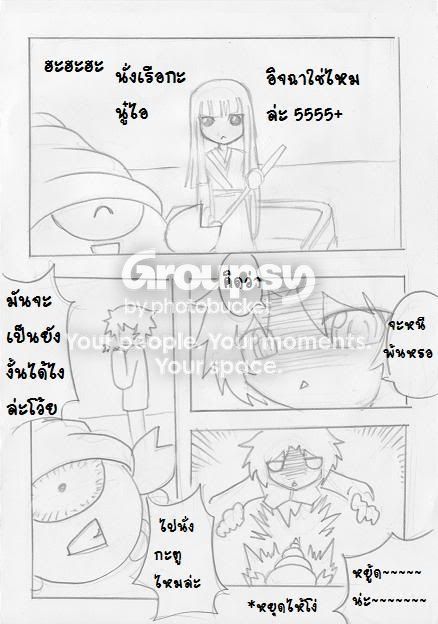 ฮะฮะฮะ
นั่งเรือกะ
นู๋ไอ
อิจฉาใช่ไหม
ล่ะ 5555+
Groupsy
by photobucket
Your people. Your moments.
Your space.
มันจะ
เป็นยัง
งั้นได้ไง
ล่ะโว้ย
จะหนี
พ้นหรอ
ไปนั่ง
กะตู
ไหมล่ะ
*หยุดไห้โง่
หยู้ด~~~~~
น่ะ~~~~~~~